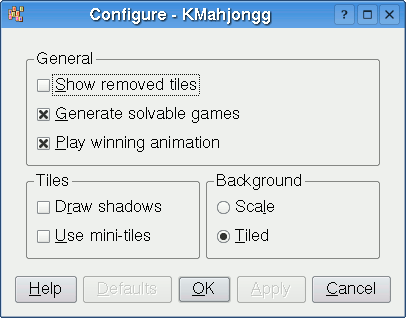 Configure - KMahjongg
General
Show removed tiles
Generate solvable games
Play winning animation
Tiles
Draw shadows
Use mini-tiles
Background
Scale
Tiled
Help Defaults OK Apply Cancel